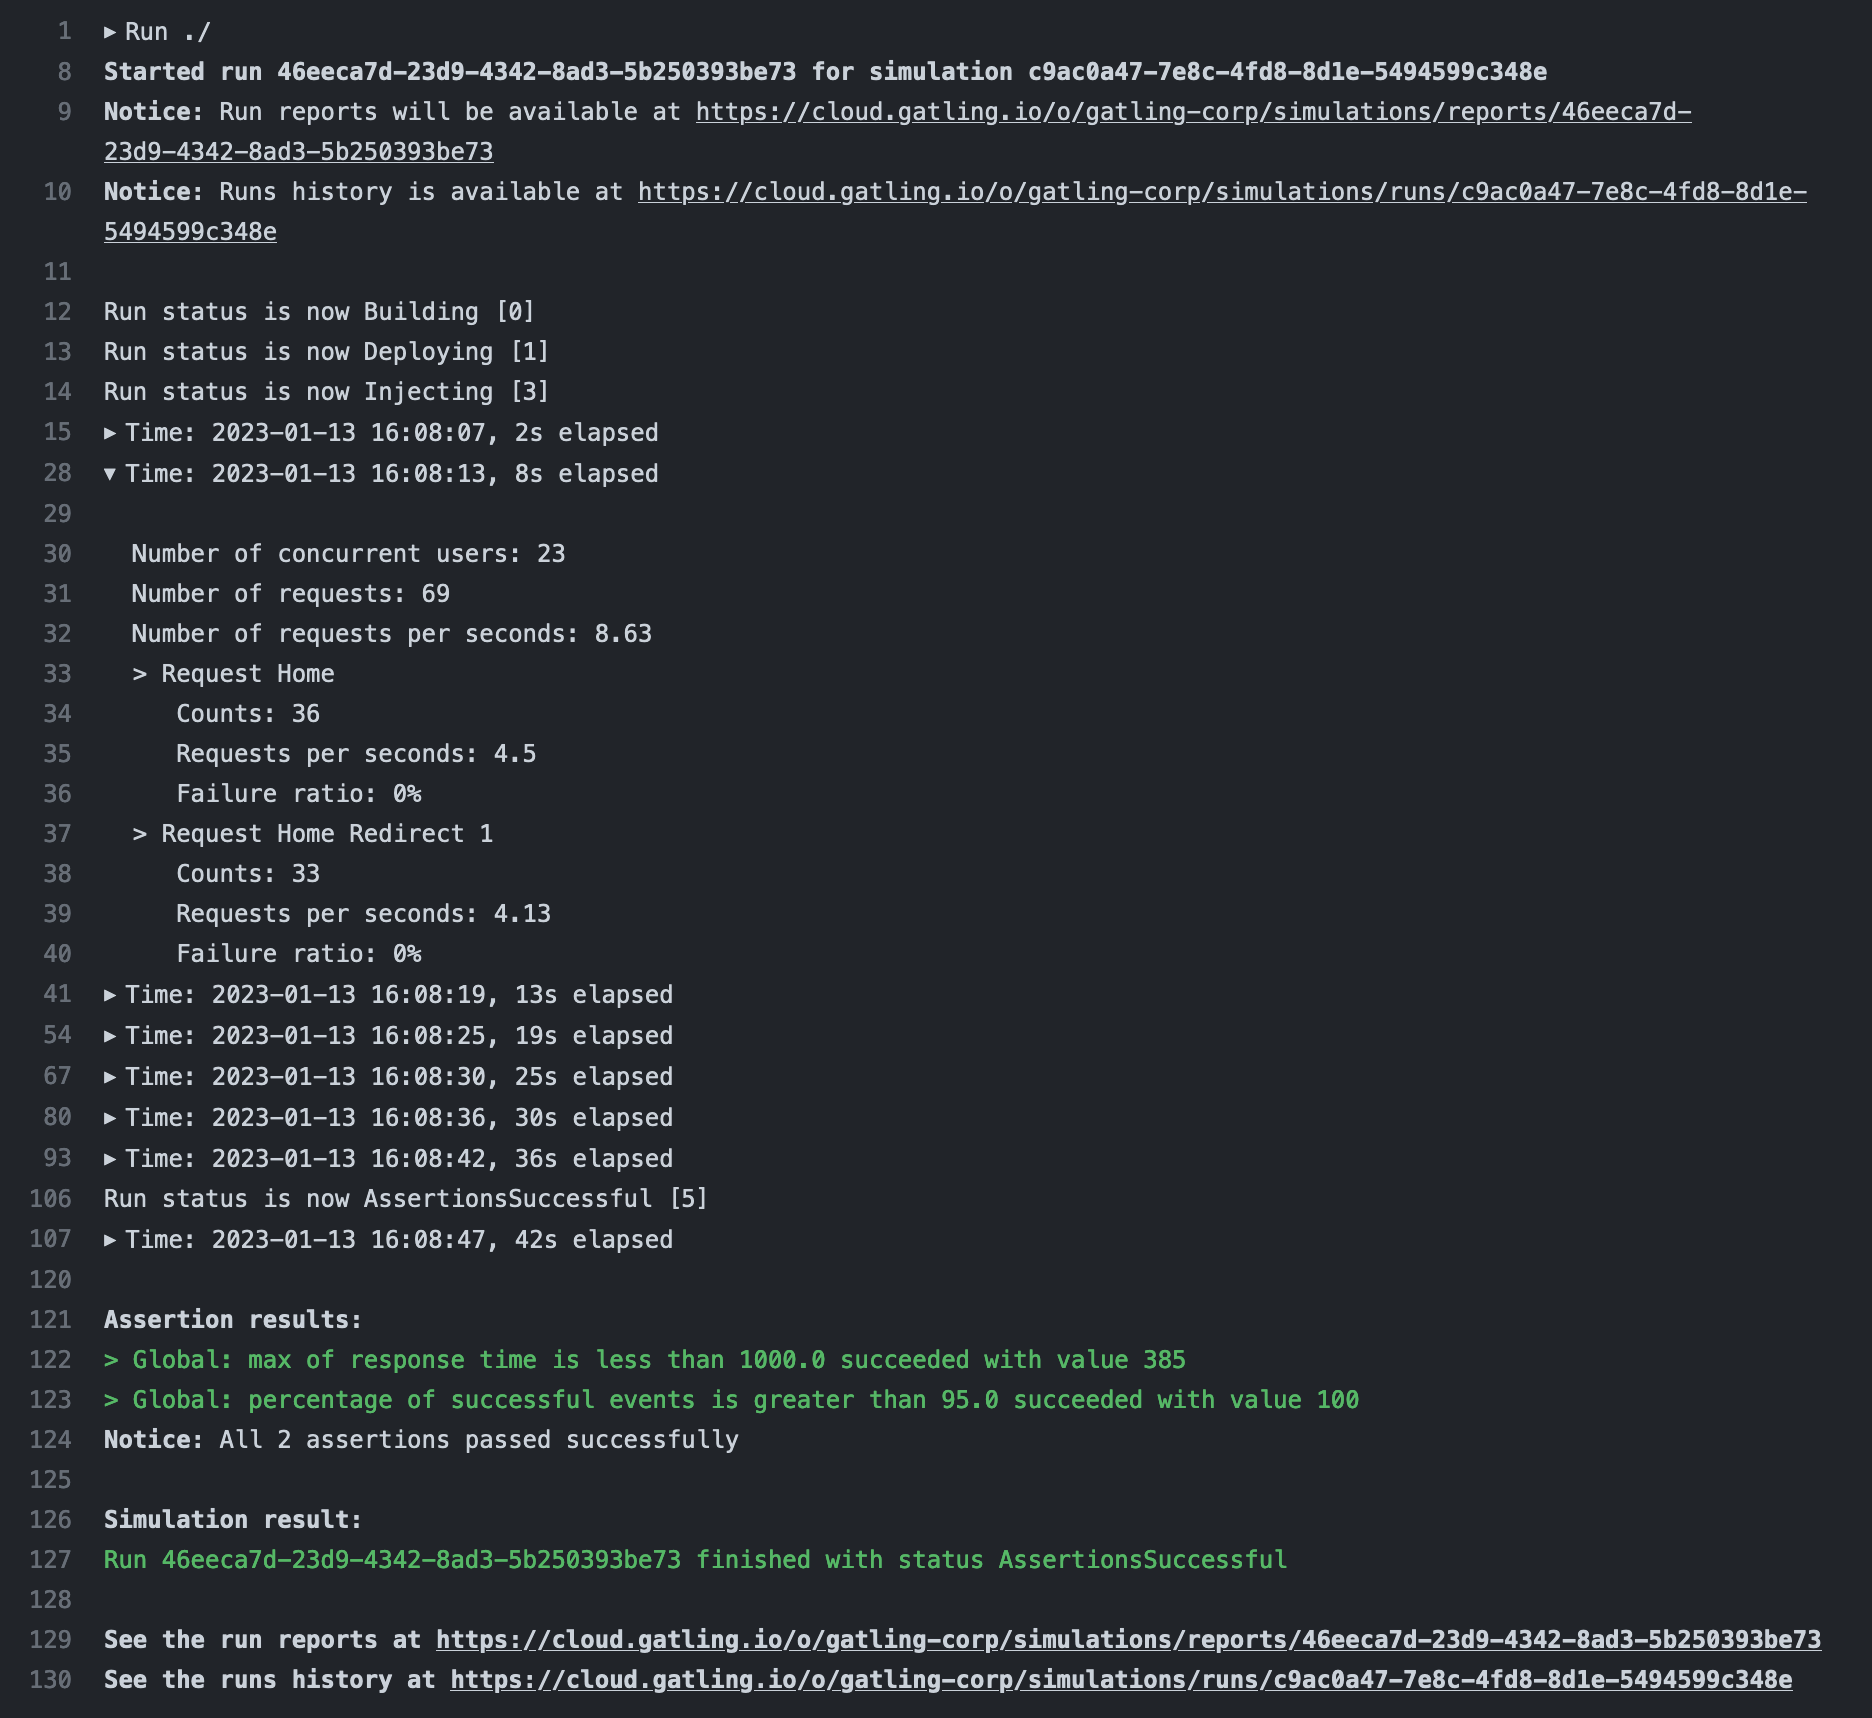 1 ▶ Run ./
8 Started run 46eeca7d-23d9-4342-8ad3-5b250393be73 for simulation c9ac0a47-7e8c-4fd8-8d1e-5494599c348e
9 Notice: Run reports will be available at https://cloud.gatling.io/o/gatling-corp/simulations/reports/46eeca7d-
23d9-4342-8ad3-5b250393be73
10 Notice: Runs history is available at https://cloud.gatling.io/o/gatling-corp/simulations/runs/c9ac0a47-7e8c-4fd8-8d1e-
5494599c348e
11
12 Run status is now Building [0]
13 Run status is now Deploying [1]
14 Run status is now Injecting [3]
15 ▶ Time: 2023-01-13 16:08:07, 2s elapsed
28 ▼ Time: 2023-01-13 16:08:13, 8s elapsed
29
30 Number of concurrent users: 23
31 Number of requests: 69
32 Number of requests per seconds: 8.63
33 > Request Home
34 Counts: 36
35 Requests per seconds: 4.5
36 Failure ratio: 0%
37 > Request Home Redirect 1
38 Counts: 33
39 Requests per seconds: 4.13
40 Failure ratio: 0%
41 ▶ Time: 2023-01-13 16:08:19, 13s elapsed
54 ▶ Time: 2023-01-13 16:08:25, 19s elapsed
67 ▶ Time: 2023-01-13 16:08:30, 25s elapsed
80 ▶ Time: 2023-01-13 16:08:36, 30s elapsed
93 ▶ Time: 2023-01-13 16:08:42, 36s elapsed
106 Run status is now AssertionsSuccessful [5]
107 ▶ Time: 2023-01-13 16:08:47, 42s elapsed
120
121 Assertion results:
122 > Global: max of response time is less than 1000.0 succeeded with value 385
123 > Global: percentage of successful events is greater than 95.0 succeeded with value 100
124 Notice: All 2 assertions passed successfully
125
126 Simulation result:
127 Run 46eeca7d-23d9-4342-8ad3-5b250393be73 finished with status AssertionsSuccessful
128
129 See the run reports at https://cloud.gatling.io/o/gatling-corp/simulations/reports/46eeca7d-23d9-4342-8ad3-5b250393be73
130 See the runs history at https://cloud.gatling.io/o/gatling-corp/simulations/runs/c9ac0a47-7e8c-4fd8-8d1e-5494599c348e